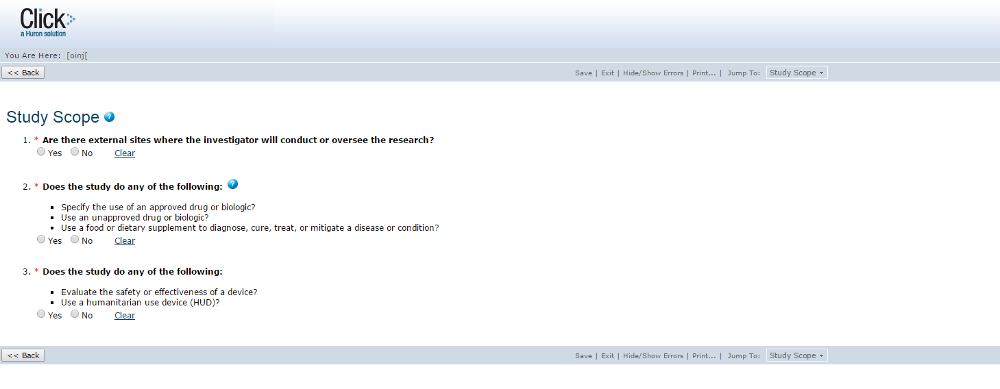 Click
a Huron solution
You Are Here: [oinj[
<< Back Save | Exit | Hide/Show Errors | Print... | Jump To: Study Scope
Study Scope ?
1. * Are there external sites where the investigator will conduct or oversee the research?
Yes No Clear
2. * Does the study do any of the following: ?
Specify the use of an approved drug or biologic?
Use an unapproved drug or biologic?
Use a food or dietary supplement to diagnose, cure, treat, or mitigate a disease or condition?
Yes No Clear
3. * Does the study do any of the following:
Evaluate the safety or effectiveness of a device?
Use a humanitarian use device (HUD)?
Yes No Clear
<< Back Save | Exit | Hide/Show Errors | Print... | Jump To: Study Scope